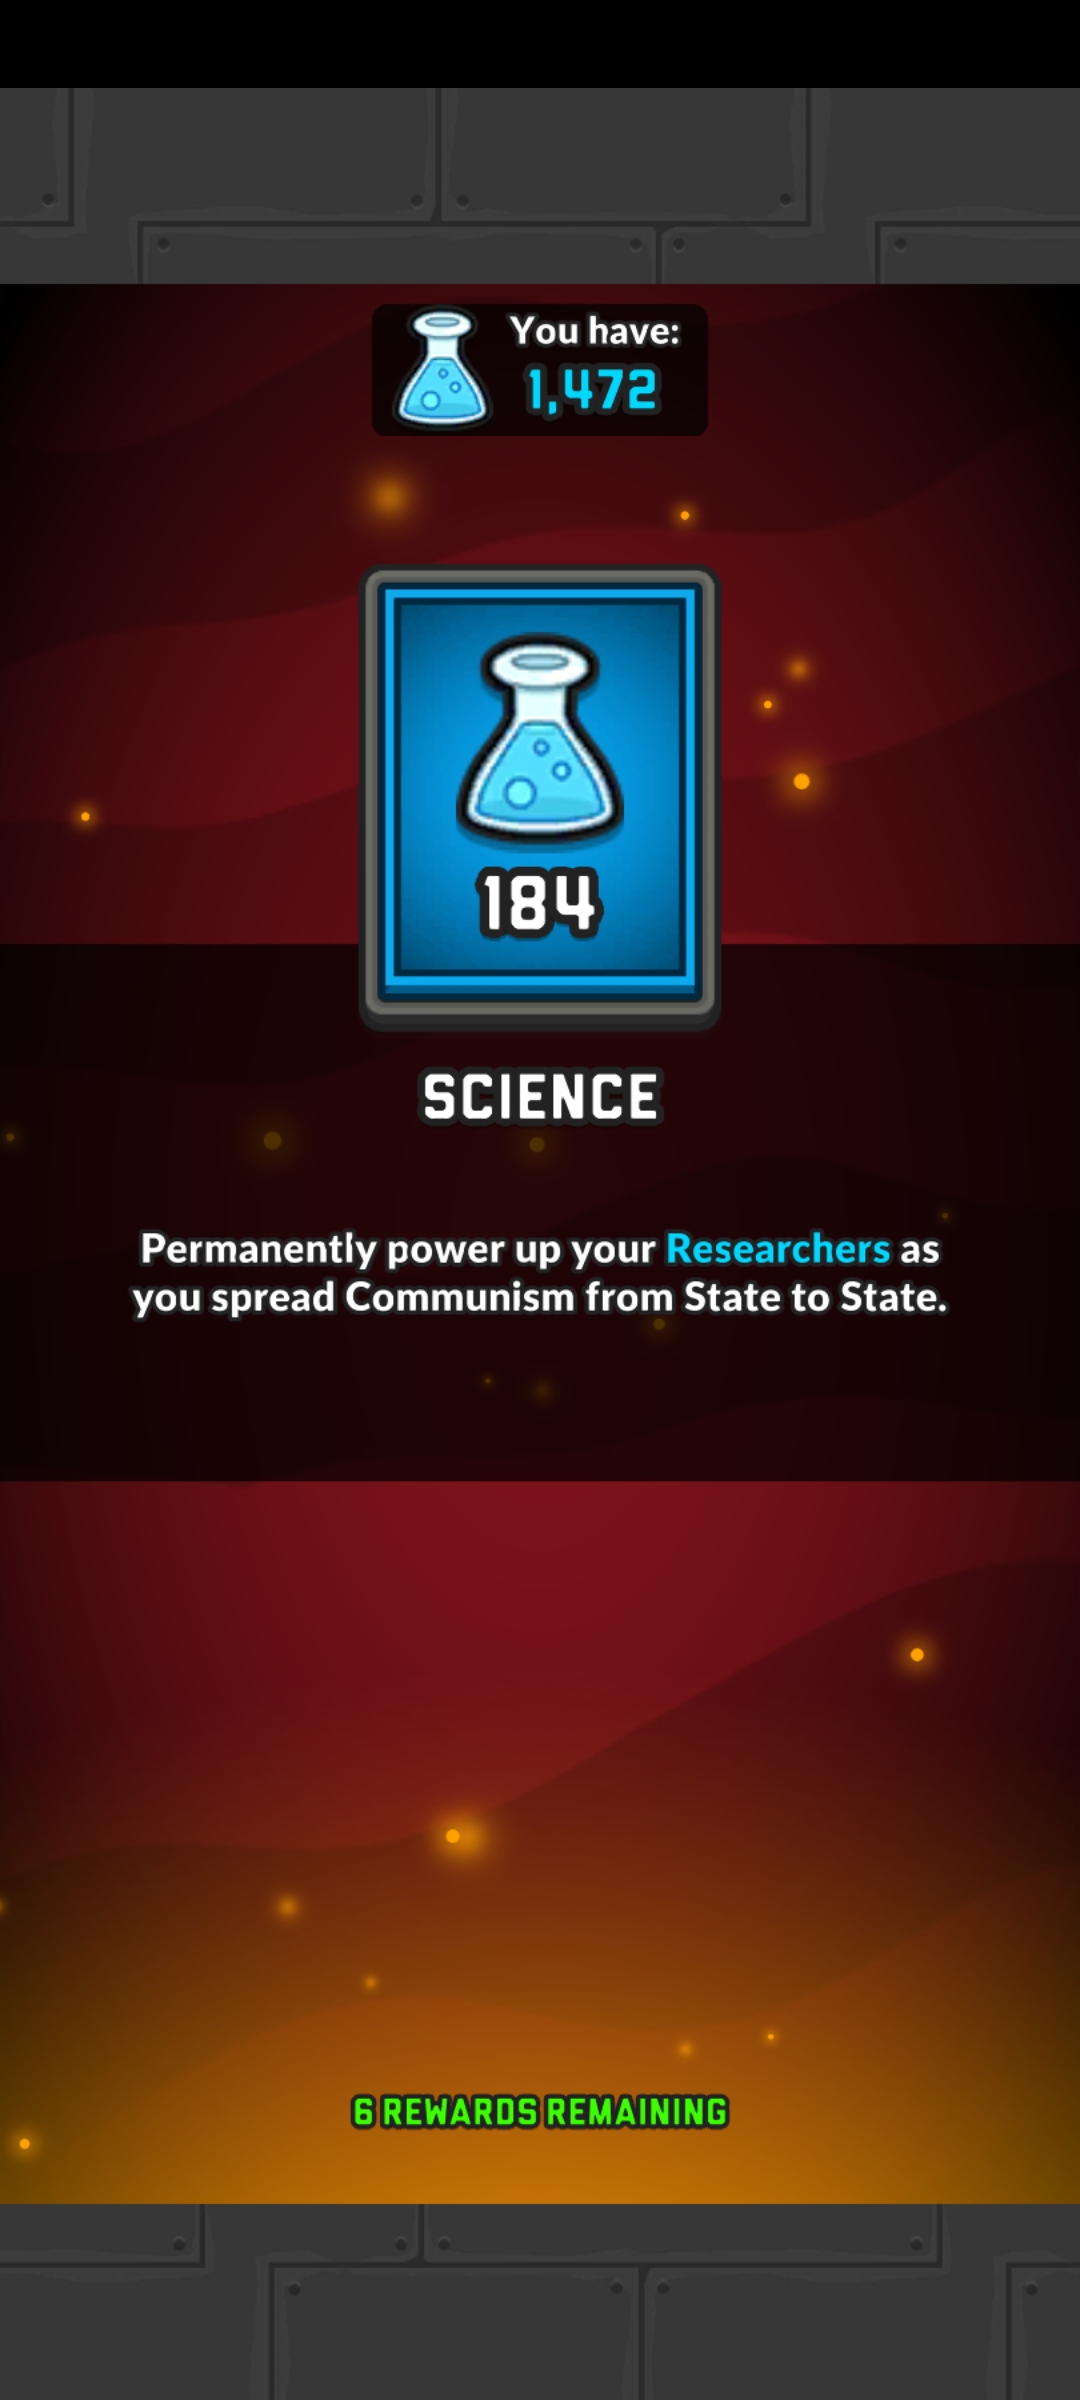 You have:
1,472
184
SCIENCE
Permanently power up your Researchers as
you spread Communism from State to State.
6 REWARDS REMAINING